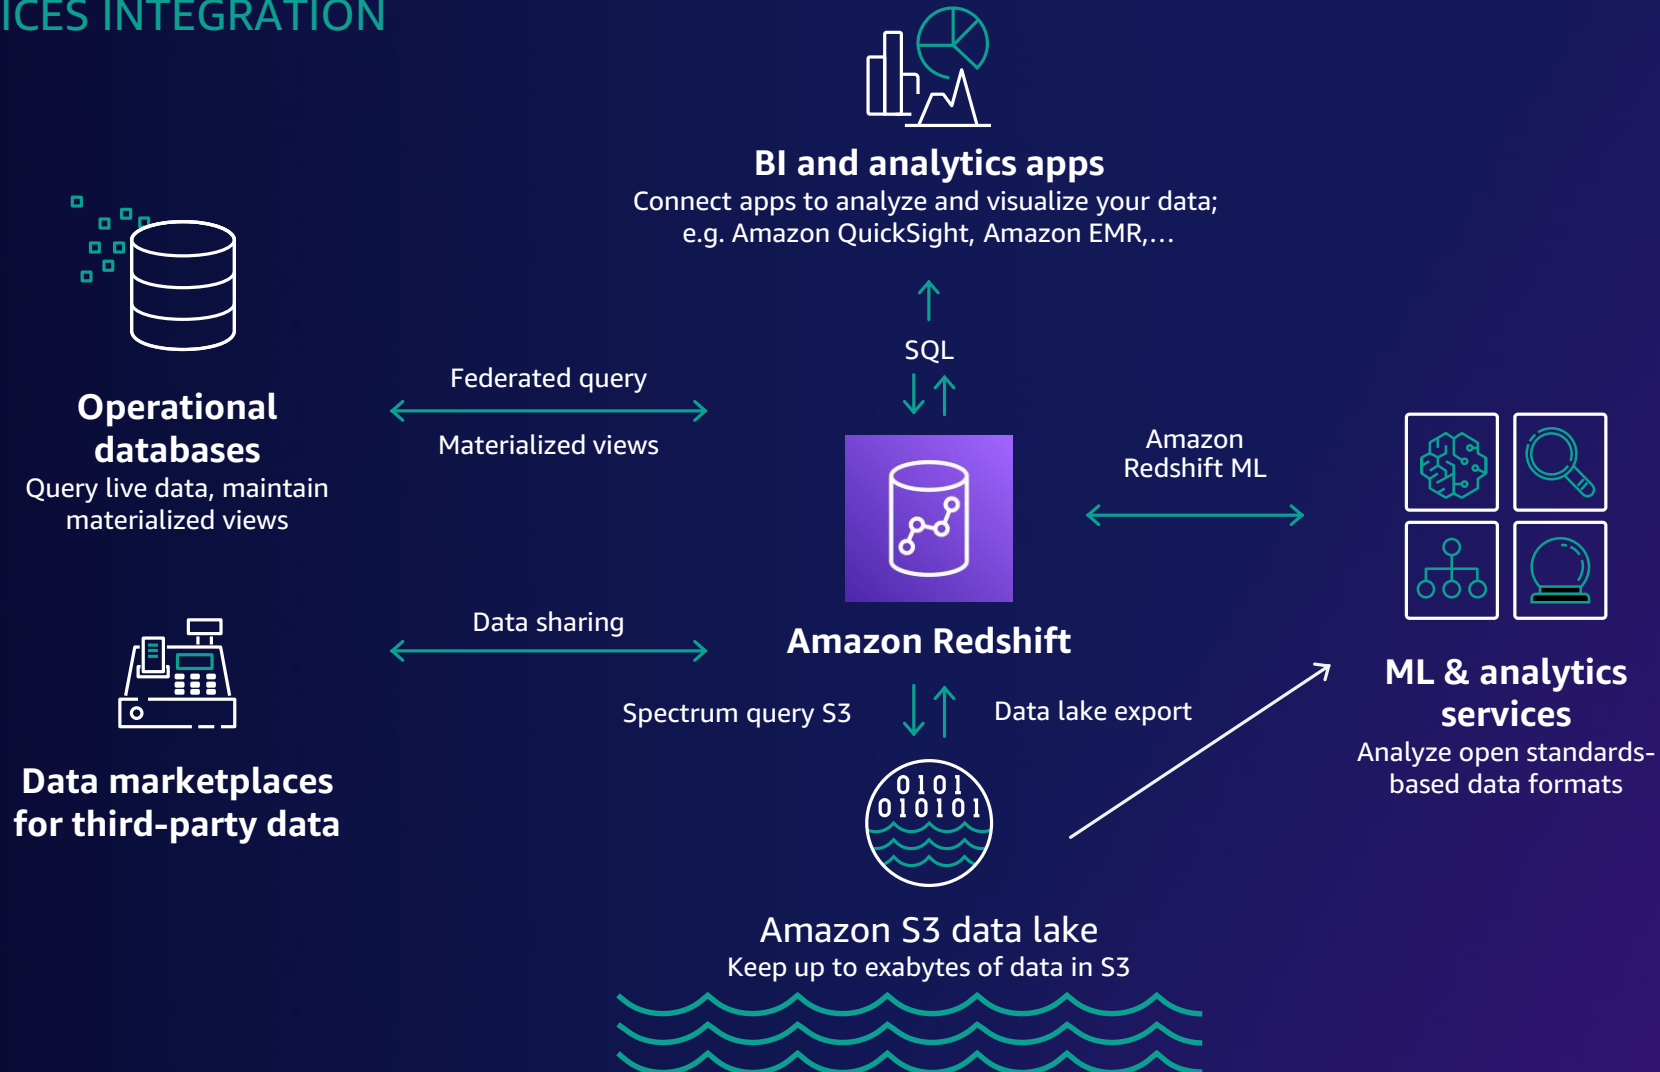 ICES INTEGRATION
BI and analytics apps
Connect apps to analyze and visualize your data;
e.g. Amazon QuickSight, Amazon EMR,...
SQL
Operational
databases
Query live data, maintain
materialized views
Federated query
Materialized views
Amazon
Redshift ML
Amazon Redshift
Data sharing
Data marketplaces
for third-party data
Spectrum query S3
Data lake export
ML & analytics
services
Analyze open standards-
based data formats
0101
010101
Amazon S3 data lake
Keep up to exabytes of data in S3